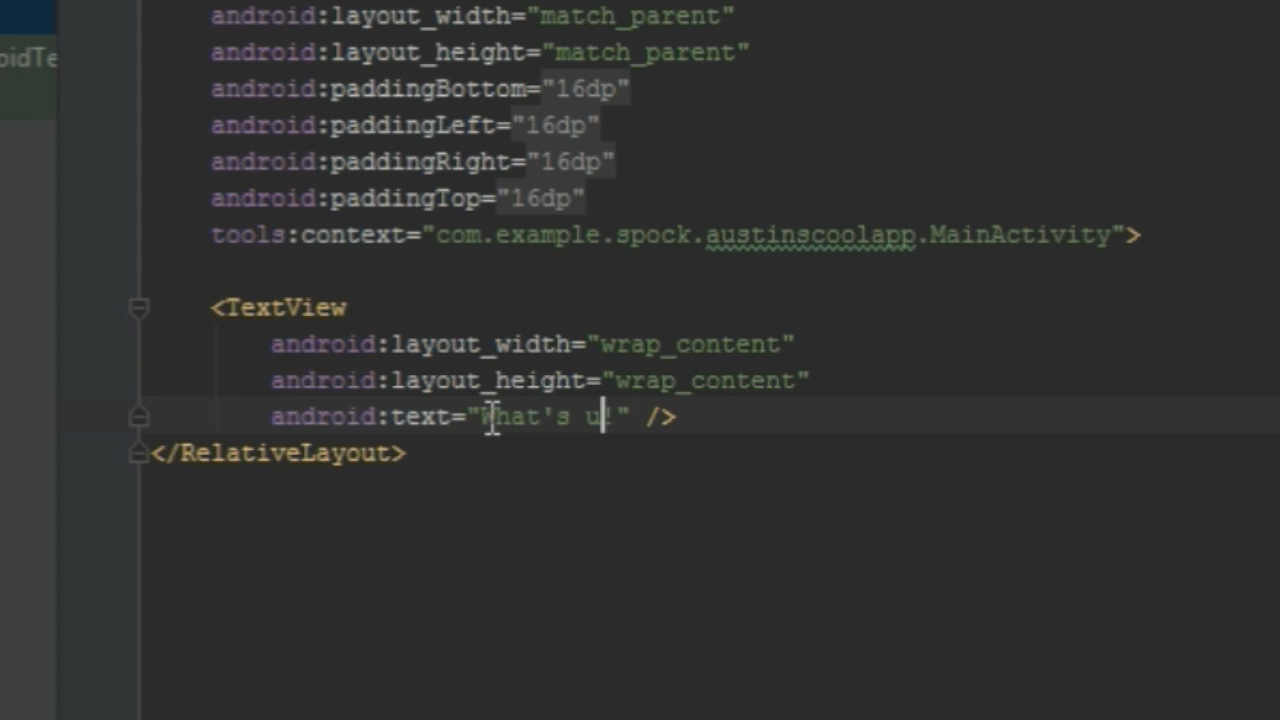 android:layout_width="match_parent"
android:layout_height="match_parent"
oidTe
android:paddingBottom="16dp"
android:paddingLeft="16dp"
android:paddingRight="16dp"
android:paddingTop="16dp"
tools:context="com.example.spock.austinscoolapp.MainActivity">
<TextView
android:layout_width="wrap_content"
android:layout_height="wrap_content"
android:text="What's u!" />
</RelativeLayout>